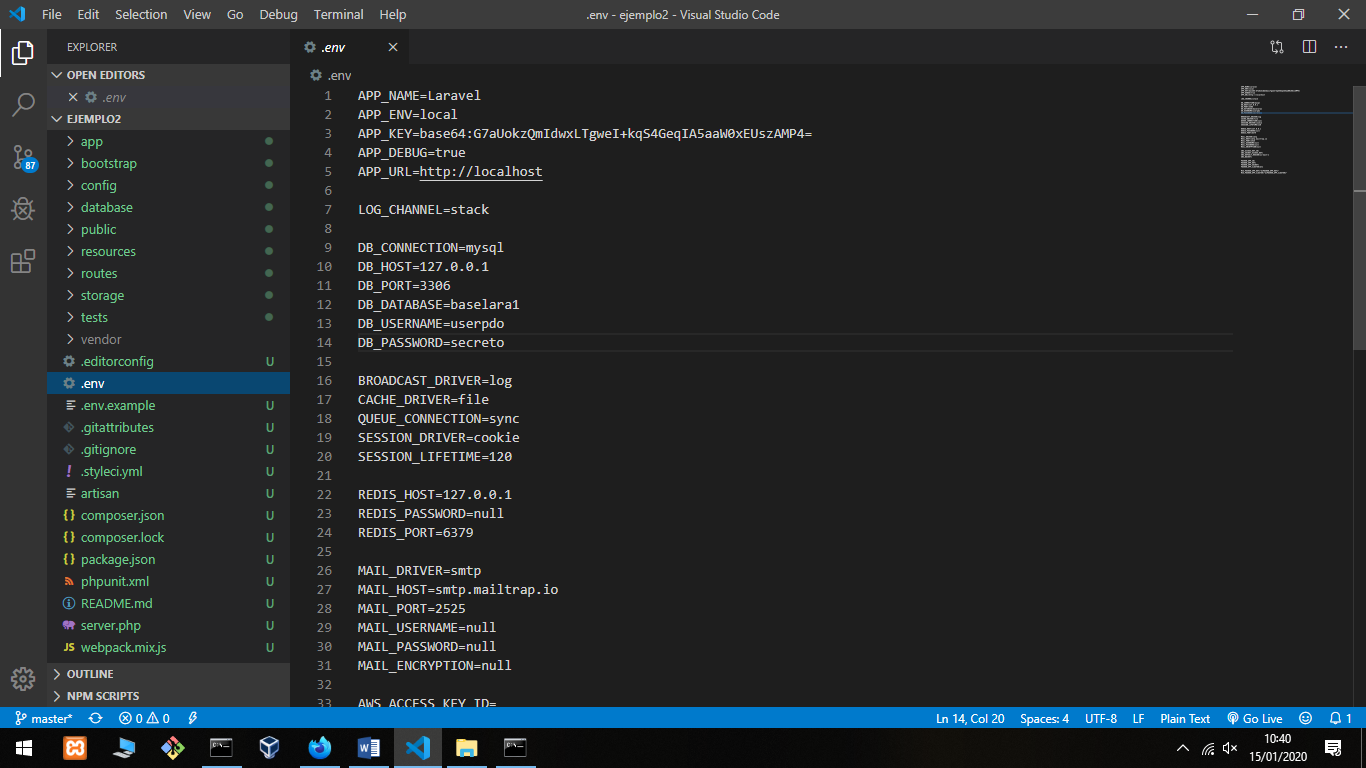 File Edit Selection View Go Debug Terminal Help .env - ejemplo2 - Visual Studio Code
EXPLORER
OPEN EDITORS
.env
EJEMPLO2
app
bootstrap
config
database
public
resources
routes
storage
tests
vendor
.editorconfig U
.env
.env.example U
.gitattributes U
.gitignore U
.styleci.yml U
artisan U
composer.json U
composer.lock U
package.json U
phpunit.xml U
README.md U
server.php U
webpack.mix.js U
OUTLINE
NPM SCRIPTS
87
.env
.env
1 APP_NAME=Laravel
2 APP_ENV=local
3 APP_KEY=base64:G7aUokzQmIdwxLTgweI+kqS4GeqIA5aaW0xEUszAMP4=
4 APP_DEBUG=true
5 APP_URL=http://localhost
6
7 LOG_CHANNEL=stack
8
9 DB_CONNECTION=mysql
10 DB_HOST=127.0.0.1
11 DB_PORT=3306
12 DB_DATABASE=baselara1
13 DB_USERNAME=userpdo
14 DB_PASSWORD=secreto
15
16 BROADCAST_DRIVER=log
17 CACHE_DRIVER=file
18 QUEUE_CONNECTION=sync
19 SESSION_DRIVER=cookie
20 SESSION_LIFETIME=120
21
22 REDIS_HOST=127.0.0.1
23 REDIS_PASSWORD=null
24 REDIS_PORT=6379
25
26 MAIL_DRIVER=smtp
27 MAIL_HOST=smtp.mailtrap.io
28 MAIL_PORT=2525
29 MAIL_USERNAME=null
30 MAIL_PASSWORD=null
31 MAIL_ENCRYPTION=null
32
33 AWS_ACCESS_KEY_ID=
master* 0 0 Ln 14, Col 20 Spaces: 4 UTF-8 LF Plain Text Go Live 1
10:40
15/01/2020